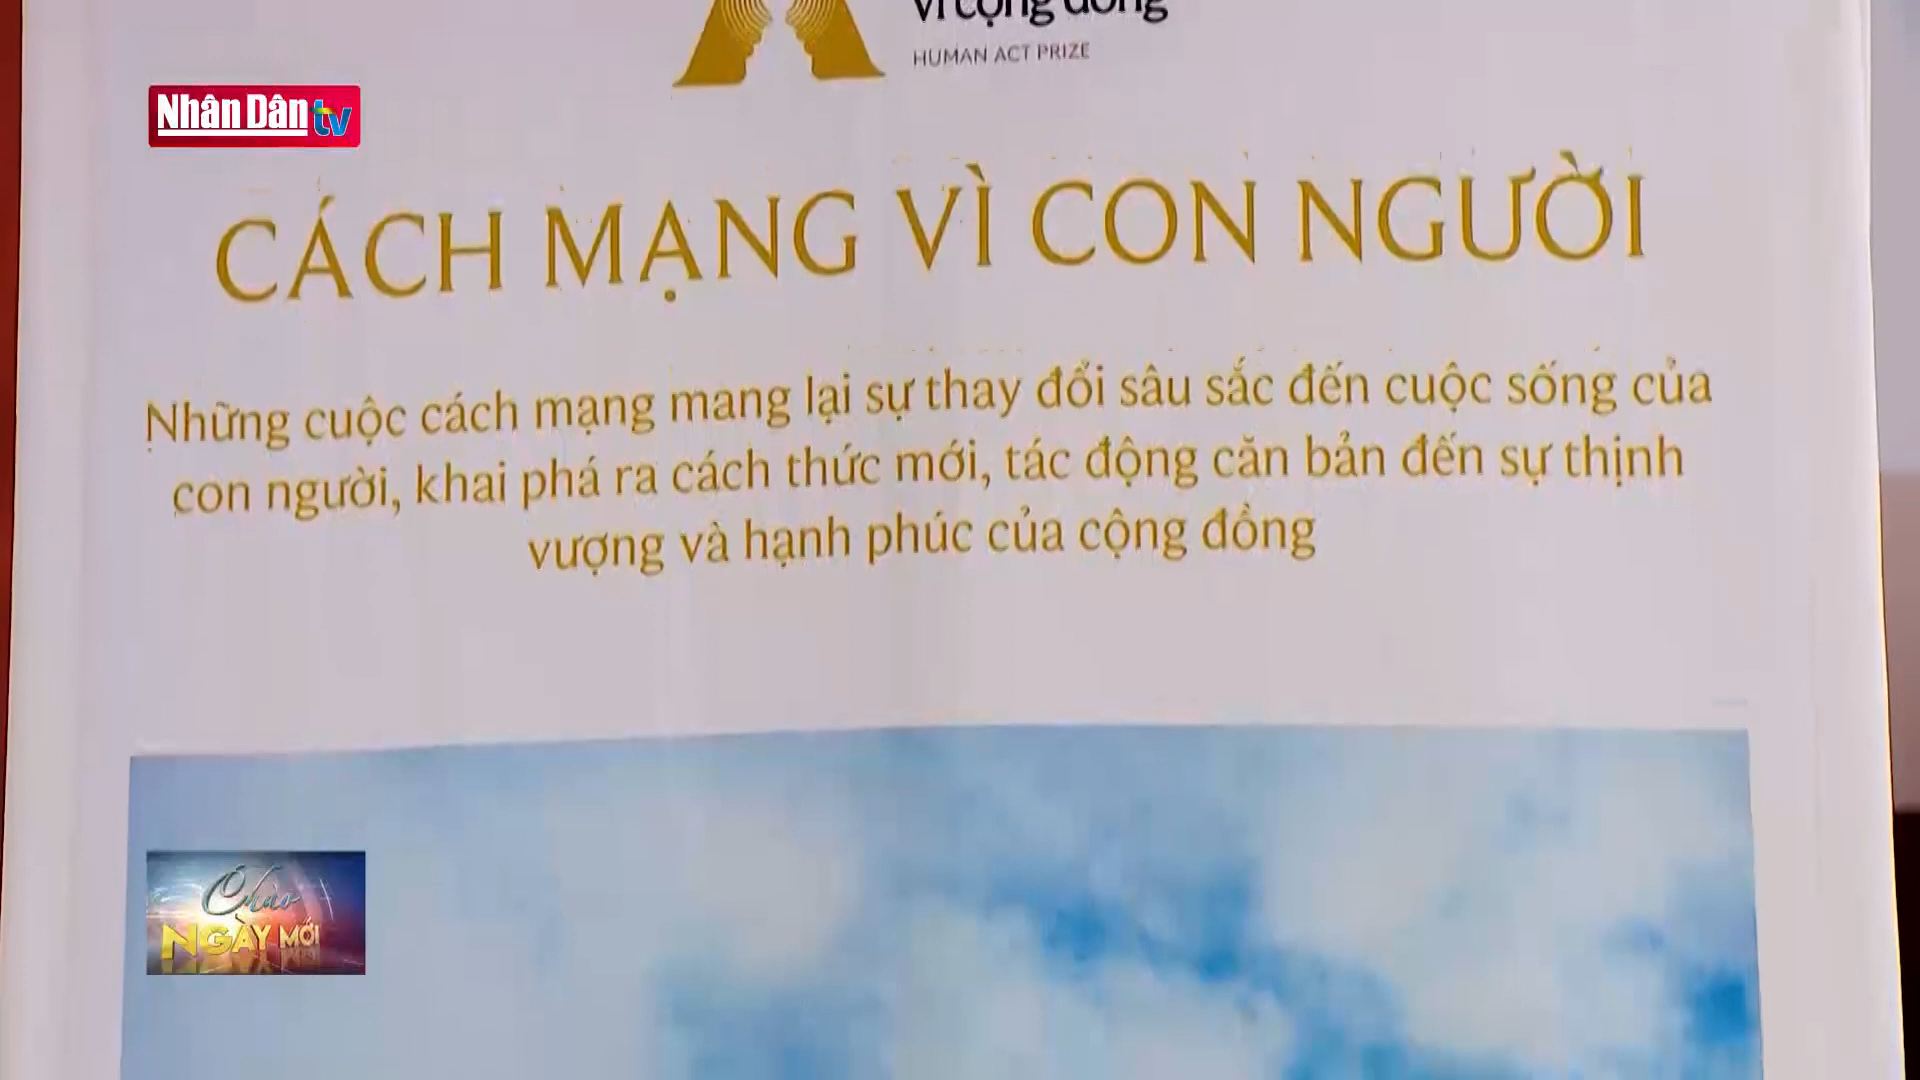 vì cộng đồng
HUMAN ACT PRIZE
Nhân Dân tv
CÁCH MẠNG VÌ CON NGƯỜI
Những cuộc cách mạng mang lại sự thay đổi sâu sắc đến cuộc sống của
con người, khai phá ra cách thức mới, tác động căn bản đến sự thịnh
vượng và hạnh phúc của cộng đồng
Chào
NGÀY MỚI